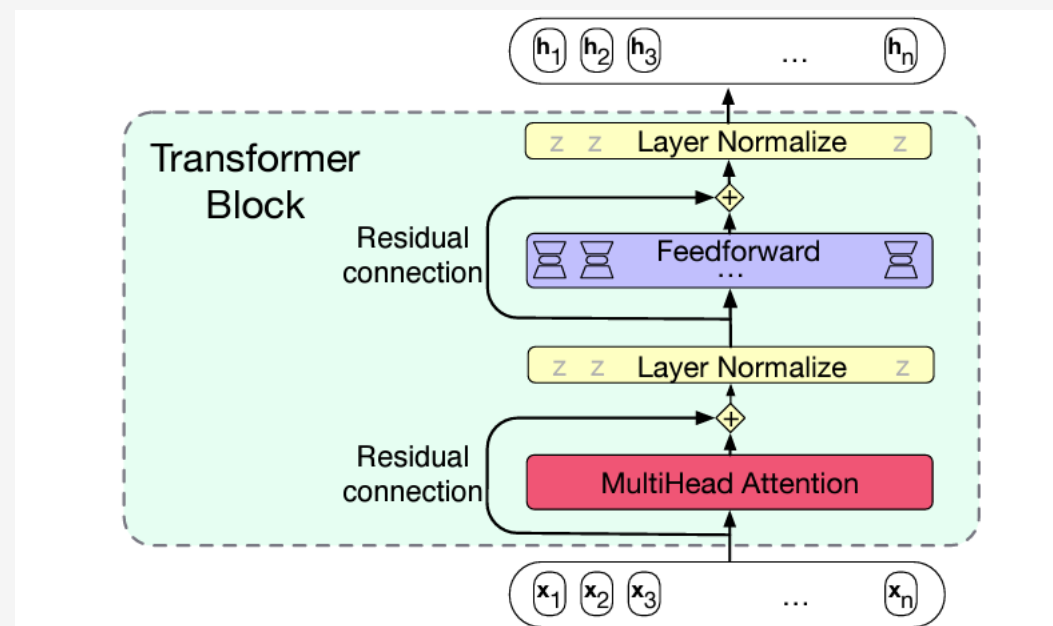 h1 h2 h3 ... hn
Transformer
Block
z z Layer Normalize z
+
Residual
connection
Feedforward
...
z z Layer Normalize z
+
Residual
connection
MultiHead Attention
x1 x2 x3 ... xn